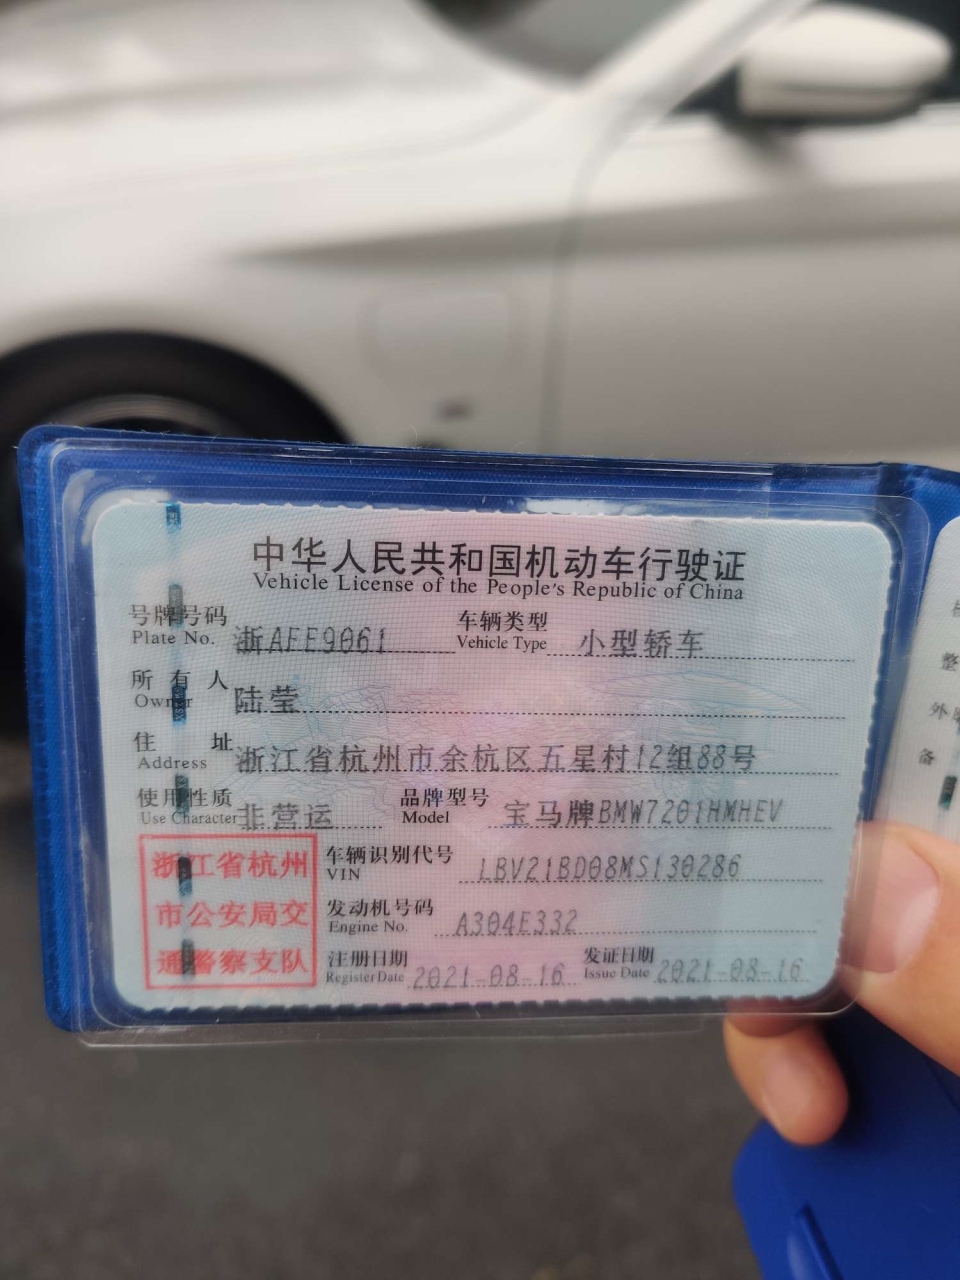 中华人民共和国机动车行驶证
Vehicle License of the People's Republic of China
号牌号码 浙AFE9061 车辆类型 小型轿车
Plate No. Vehicle Type
所有人 陆莹
Owner
住址 浙江省杭州市余杭区五星村12组88号
Address
使用性质 非营运 品牌型号 宝马牌BMW7201HMHEV
Use Character Model
浙江省杭州
市公安局交
通警察支队
车辆识别代号 LBV21BD08MS130286
VIN
发动机号码 A304E332
Engine No.
注册日期 2021-08-16 发证日期 2021-08-16
Register Date Issue Date
整
外
备